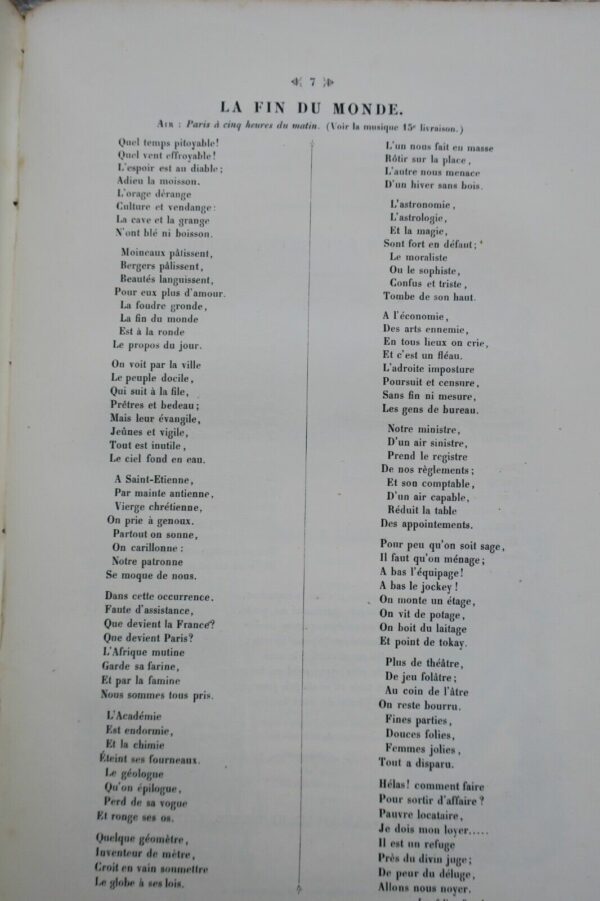 7
LA FIN DU MONDE.
AIR : Paris à cinq heures du matin. (Voir la musique 15e livraison.)
Quel temps pitoyable!
Quel vent effroyable!
L'espoir est au diable;
Adieu la moisson.
L'orage dérange
Culture et vendange:
La cave et la grange
N'ont blé ni boisson.
Moineaux pâtissent,
Bergers pâlissent,
Beautés languissent,
Pour eux plus d'amour.
La foudre gronde,
La fin du monde
Est à la ronde
Le propos du jour.
On voit par la ville
Le peuple docile,
Qui suit à la file,
Prêtres et bedeau;
Mais leur évangile,
Jeûnes et vigile,
Tout est inutile,
Le ciel fond en eau.
A Saint-Etienne,
Par mainte antienne,
Vierge chrétienne,
On prie à genoux.
Partout on sonne,
On carillonne:
Notre patronne
Se moque de nous.
Dans cette occurrence.
Faute d'assistance,
Que devient la France?
Que devient Paris?
L'Afrique mutine
Garde sa farine,
Et par la famine
Nous sommes tous pris.
L'Académie
Est endormie,
Et la chimie
Éteint ses fourneaux.
Le géologue
Qu'on épilogue,
Perd de sa vogue
Et ronge ses os.
Quelque géomètre,
Inventeur de mètre,
Croit en vain soumettre
Le globe à ses lois.
L'un nous fait en masse
Rôtir sur la place,
L'autre nous menace
D'un hiver sans bois.
L'astronomie,
L'astrologie,
Et la magie,
Sont fort en défaut;
Le moraliste
Ou le sophiste,
Confus et triste,
Tombe de son haut.
A l'économie,
Des arts ennemie,
En tous lieux on crie,
Et c'est un fléau.
L'adroite imposture
Poursuit et censure,
Sans fin ni mesure,
Les gens de bureau.
Notre ministre,
D'un air sinistre,
Prend le registre
De nos règlements;
Et son comptable,
D'un air capable,
Réduit la table
Des appointements.
Pour peu qu'on soit sage,
Il faut qu'on ménage;
A bas l'équipage!
A bas le jockey!
On monte un étage,
On vit de potage,
On boit du laitage
Et point de tokay.
Plus de théâtre,
De jeu folâtre;
Au coin de l'âtre
On reste bourru.
Fines parties,
Douces folies,
Femmes jolies,
Tout a disparu.
Hélas! comment faire
Pour sortir d'affaire?
Pauvre locataire,
Je dois mon loyer.....
Il est un refuge
Près du divin juge;
De peur du déluge,
Allons nous noyer.